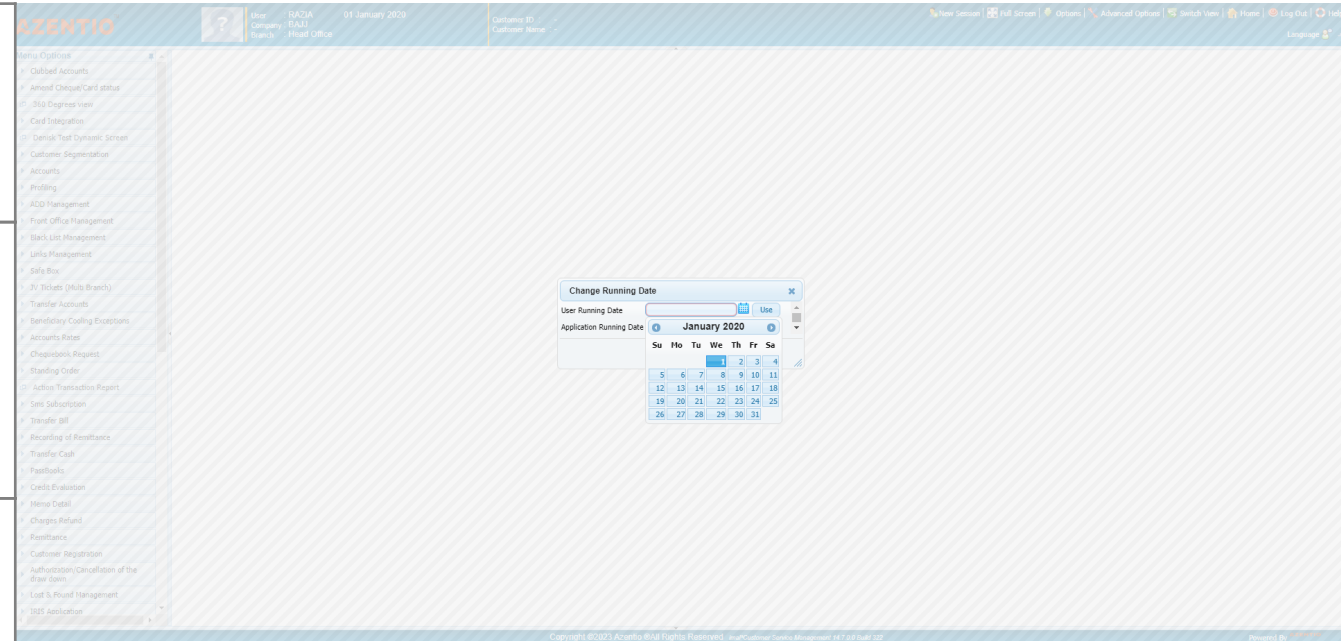 AZENTIO
User : RAZIA 01 January 2020
Company : BAJJ
Branch : Head Office
Customer ID : -
Customer Name : -
New Session | Full Screen | Options | Advanced Options | Switch View | Home | Log Out | Help
Language
Menu Options
Clubbed Accounts
Amend Cheque/Card status
360 Degrees view
Card Integration
Denisk Test Dynamic Screen
Customer Segmentation
Accounts
Profiling
ADD Management
Front Office Management
Black List Management
Links Management
Safe Box
JV Tickets (Multi Branch)
Transfer Accounts
Beneficiary Cooling Exceptions
Accounts Rates
Chequebook Request
Standing Order
Action Transaction Report
Sms Subscription
Transfer Bill
Recording of Remittance
Transfer Cash
PassBooks
Credit Evaluation
Memo Detail
Charges Refund
Remittance
Customer Registration
Authorization/Cancellation of the
draw down
Lost & Found Management
IRIS Application
Change Running Date
User Running Date Use
Application Running Date
January 2020
Su Mo Tu We Th Fr Sa
1 2 3 4
5 6 7 8 9 10 11
12 13 14 15 16 17 18
19 20 21 22 23 24 25
26 27 28 29 30 31
Copyright ©2023 Azentio ®All Rights Reserved - imal®Customer Service Management
Powered By